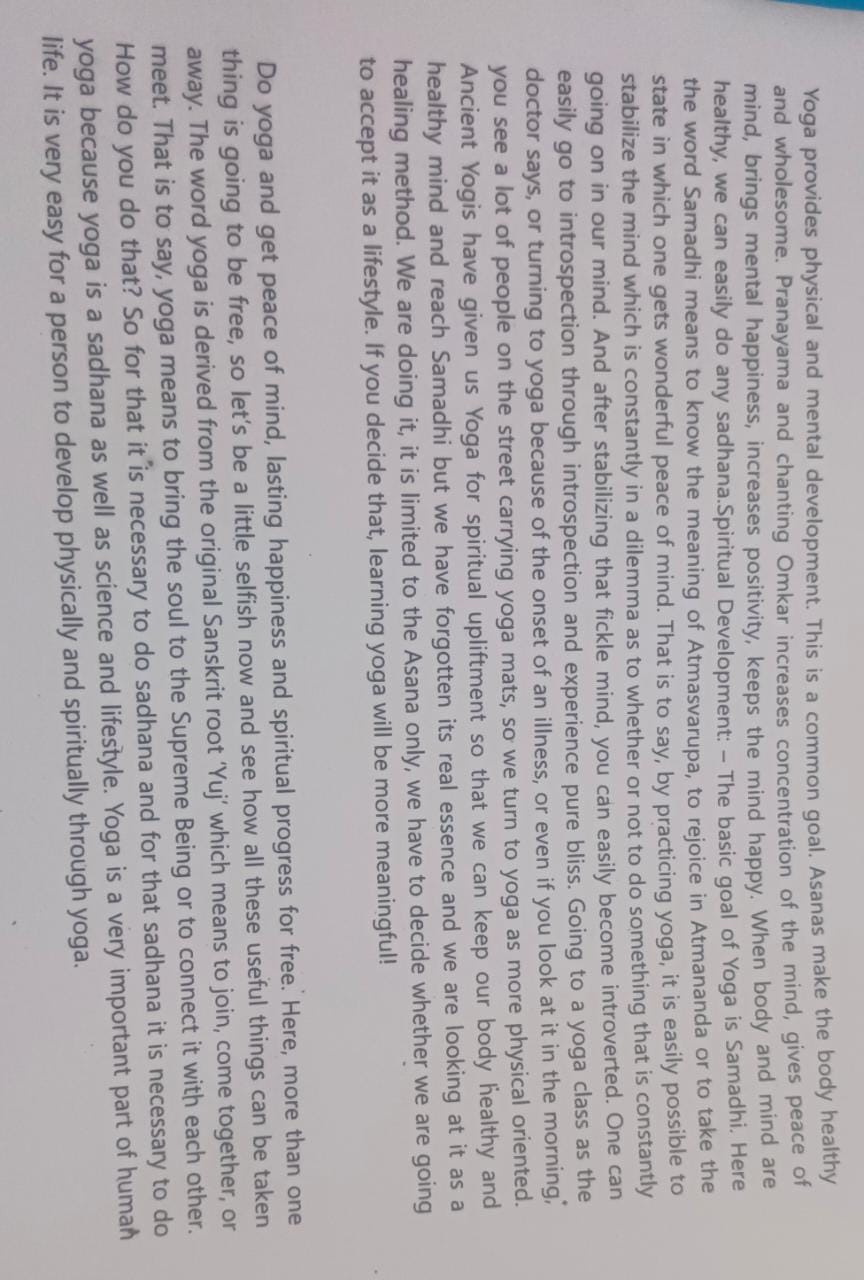 Yoga provides physical and mental development. This is a common goal. Asanas make the body healthy
and wholesome. Pranayama and chanting Omkar increases concentration of the mind, gives peace of
mind, brings mental happiness, increases positivity, keeps the mind happy. When body and mind are
healthy, we can easily do any sadhana.Spiritual Development: – The basic goal of Yoga is Samadhi. Here
the word Samadhi means to know the meaning of Atmasvarupa, to rejoice in Atmananda or to take the
state in which one gets wonderful peace of mind. That is to say, by practicing yoga, it is easily possible to
stabilize the mind which is constantly in a dilemma as to whether or not to do something that is constantly
going on in our mind. And after stabilizing that fickle mind, you can easily become introverted. One can
easily go to introspection through introspection and experience pure bliss. Going to a yoga class as the
doctor says, or turning to yoga because of the onset of an illness, or even if you look at it in the morning,
you see a lot of people on the street carrying yoga mats, so we turn to yoga as more physical oriented.
Ancient Yogis have given us Yoga for spiritual upliftment so that we can keep our body healthy and
healthy mind and reach Samadhi but we have forgotten its real essence and we are looking at it as a
healing method. We are doing it, it is limited to the Asana only, we have to decide whether we are going
to accept it as a lifestyle. If you decide that, learning yoga will be more meaningful!
Do yoga and get peace of mind, lasting happiness and spiritual progress for free. Here, more than one
thing is going to be free, so let's be a little selfish now and see how all these useful things can be taken
away. The word yoga is derived from the original Sanskrit root 'Yuj' which means to join, come together, or
meet. That is to say, yoga means to bring the soul to the Supreme Being or to connect it with each other.
How do you do that? So for that it is necessary to do sadhana and for that sadhana it is necessary to do
yoga because yoga is a sadhana as well as science and lifestyle. Yoga is a very important part of human
life. It is very easy for a person to develop physically and spiritually through yoga.